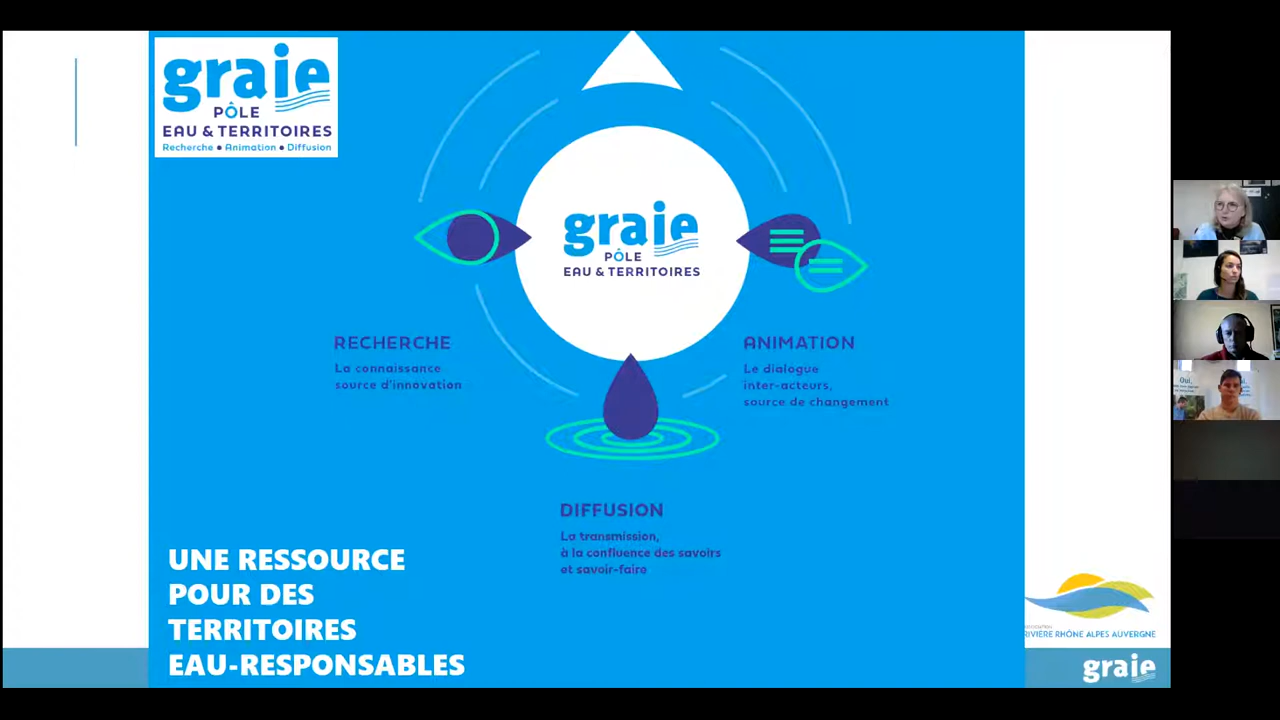 graie
PÔLE
EAU & TERRITOIRES
Recherche • Animation • Diffusion
graie
PÔLE
EAU & TERRITOIRES
RECHERCHE
La connaissance
source d'innovation
ANIMATION
Le dialogue
inter-acteurs,
source de changement
DIFFUSION
La transmission,
à la confluence des savoirs
et savoir-faire
UNE RESSOURCE
POUR DES
TERRITOIRES
EAU-RESPONSABLES
RIVIERE RHÔNE ALPES AUVERGNE
graie
Oui,